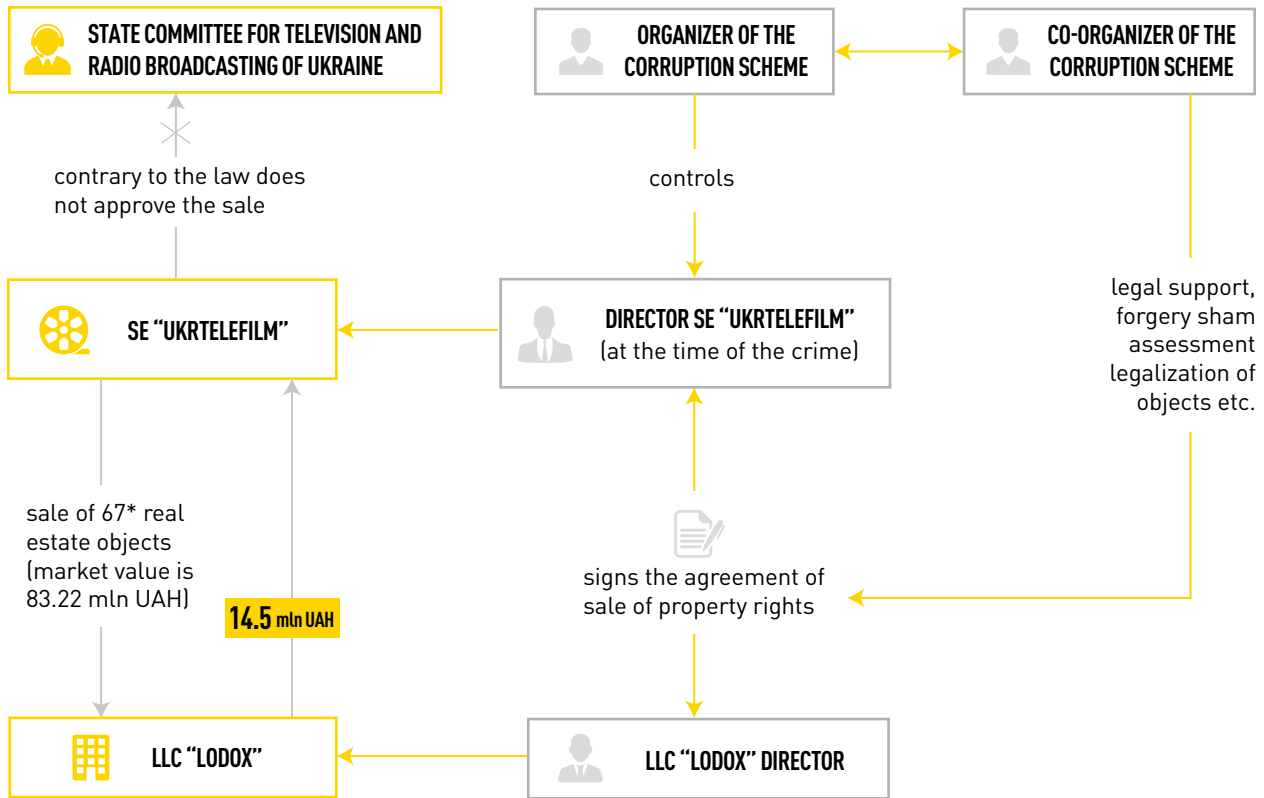 STATE COMMITTEE FOR TELEVISION AND
RADIO BROADCASTING OF UKRAINE
ORGANIZER OF THE
CORRUPTION SCHEME
CO-ORGANIZER OF THE
CORRUPTION SCHEME
contrary to the law does
not approve the sale
controls
SE “UKRTELEFILM”
DIRECTOR SE “UKRTELEFILM”
(at the time of the crime)
legal support,
forgery sham
assessment
legalization of
objects etc.
sale of 67* real
estate objects
(market value is
83.22 mln UAH)
14.5 mln UAH
signs the agreement of
sale of property rights
LLC “LODOX”
LLC “LODOX” DIRECTOR